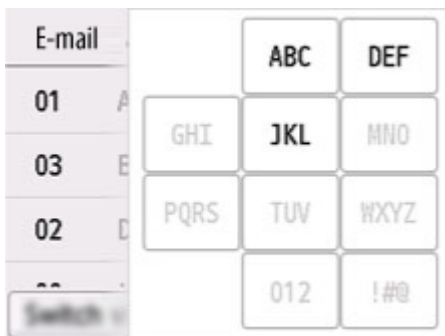 E-mail
ABC DEF
01 A
GHI JKL MNO
03 E
PQRS TUV WXYZ
02 D
012 !#@
Switch